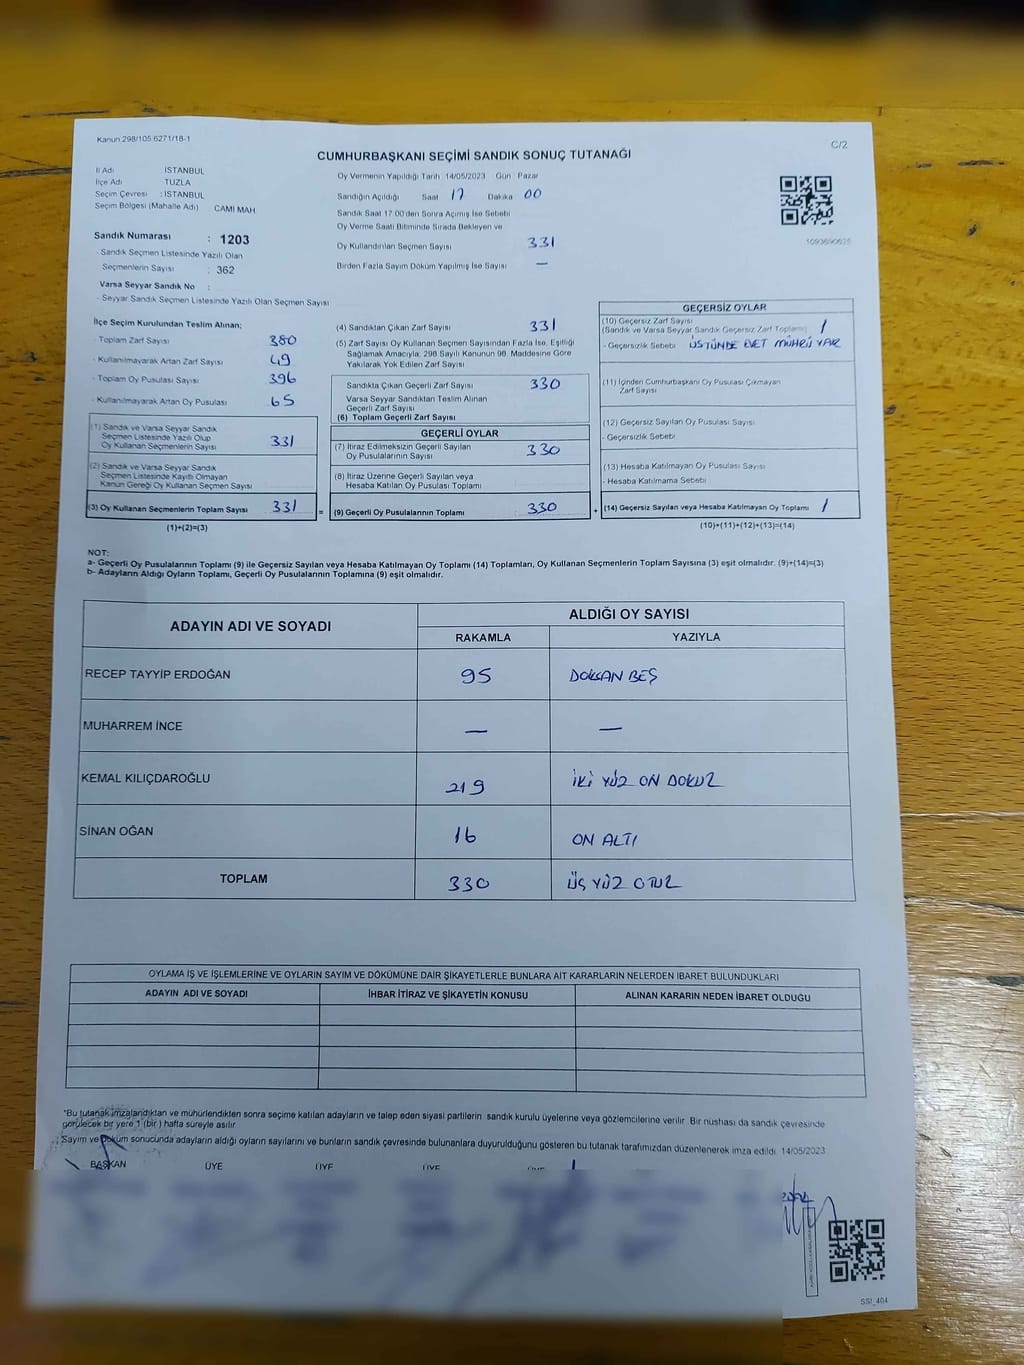 Kanun 298/105 6271/18-1
C/2
CUMHURBAŞKANI SEÇİMİ SANDIK SONUÇ TUTANAĞI
İl Adı : İSTANBUL
İlçe Adı : TUZLA
Seçim Çevresi : İSTANBUL
Seçim Bölgesi (Mahalle Adı) CAMİ MAH
Sandık Numarası : 1203
- Sandık Seçmen Listesinde Yazılı Olan
Seçmenlerin Sayısı : 362
Varsa Seyyar Sandık No :
- Seyyar Sandık Seçmen Listesinde Yazılı Olan Seçmen Sayısı
Oy Vermenin Yapıldığı Tarih :14/05/2023 Gün : Pazar
Sandığın Açıldığı Saat 17 Dakika 00
Sandık Saat 17.00'den Sonra Açılmış İse Sebebi
Oy Verme Saati Bitiminde Sırada Bekleyen ve
Oy Kullandırılan Seçmen Sayısı 331
Birden Fazla Sayım Döküm Yapılmış İse Sayısı —
1093690625
İlçe Seçim Kurulundan Teslim Alınan;
Toplam Zarf Sayısı 380
- Kullanılmayarak Artan Zarf Sayısı 49
- Toplam Oy Pusulası Sayısı 396
- Kullanılmayarak Artan Oy Pusulası 65
(1) Sandık ve Varsa Seyyar Sandık
Seçmen Listesinde Yazılı Olup
Oy Kullanan Seçmenlerin Sayısı 331
(2) Sandık ve Varsa Seyyar Sandık
Seçmen Listesinde Kayıtlı Olmayan
Kanun Gereği Oy Kullanan Seçmen Sayısı
(3) Oy Kullanan Seçmenlerin Toplam Sayısı 331 =
(1)+(2)=(3)
(4) Sandıktan Çıkan Zarf Sayısı 331
(5) Zarf Sayısı Oy Kullanan Seçmen Sayısından Fazla İse, Eşitliği
Sağlamak Amacıyla; 298 Sayılı Kanunun 98. Maddesine Göre
Yakılarak Yok Edilen Zarf Sayısı
Sandıkta Çıkan Geçerli Zarf Sayısı 330
Varsa Seyyar Sandıktan Teslim Alınan
Geçerli Zarf Sayısı
(6) Toplam Geçerli Zarf Sayısı
GEÇERLİ OYLAR
(7) İtiraz Edilmeksizin Geçerli Sayılan
Oy Pusulalarının Sayısı 330
(8) İtiraz Üzerine Geçerli Sayılan veya
Hesaba Katılan Oy Pusulası Toplamı
(9) Geçerli Oy Pusulalarının Toplamı 330 +
GEÇERSİZ OYLAR
(10) Geçersiz Zarf Sayısı
(Sandık ve Varsa Seyyar Sandık Geçersiz Zarf Toplamı) 1
- Geçersizlik Sebebi ÜSTÜNDE EVET MÜHRÜ VAR
(11) İçinden Cumhurbaşkanı Oy Pusulası Çıkmayan
Zarf Sayısı
(12) Geçersiz Sayılan Oy Pusulası Sayısı
- Geçersizlik Sebebi
(13) Hesaba Katılmayan Oy Pusulası Sayısı
- Hesaba Katılmama Sebebi
(14) Geçersiz Sayılan veya Hesaba Katılmayan Oy Toplamı 1
(10)+(11)+(12)+(13)=(14)
NOT:
a- Geçerli Oy Pusulalarının Toplamı (9) ile Geçersiz Sayılan veya Hesaba Katılmayan Oy Toplamı (14) Toplamları, Oy Kullanan Seçmenlerin Toplam Sayısına (3) eşit olmalıdır. (9)+(14)=(3)
b- Adayların Aldığı Oyların Toplamı, Geçerli Oy Pusulalarının Toplamına (9) eşit olmalıdır.
ADAYIN ADI VE SOYADI
ALDIĞI OY SAYISI
RAKAMLA YAZIYLA
RECEP TAYYİP ERDOĞAN 95 DOKSAN BEŞ
MUHARREM İNCE — —
KEMAL KILIÇDAROĞLU 219 İKİ YÜZ ON DOKUZ
SİNAN OĞAN 16 ON ALTI
TOPLAM 330 ÜÇ YÜZ OTUZ
OYLAMA İŞ VE İŞLEMLERİNE VE OYLARIN SAYIM VE DÖKÜMÜNE DAİR ŞİKAYETLERLE BUNLARA AİT KARARLARIN NELERDEN İBARET BULUNDUKLARI
ADAYIN ADI VE SOYADI İHBAR İTİRAZ VE ŞİKAYETİN KONUSU ALINAN KARARIN NEDEN İBARET OLDUĞU
*Bu tutanak imzalandıktan ve mühürlendikten sonra seçime katılan adayların ve talep eden siyasi partilerin sandık kurulu üyelerine veya gözlemcilerine verilir. Bir nüshası da sandık çevresinde
görülecek bir yere 1 (bir) hafta süreyle asılır.
Sayım ve döküm sonucunda adayların aldığı oyların sayılarını ve bunların sandık çevresinde bulunanlara duyurulduğunu gösteren bu tutanak tarafımızdan düzenlenerek imza edildi. 14/05/2023
BAŞKAN ÜYE ÜYE ÜYE ÜYE
SSI_404